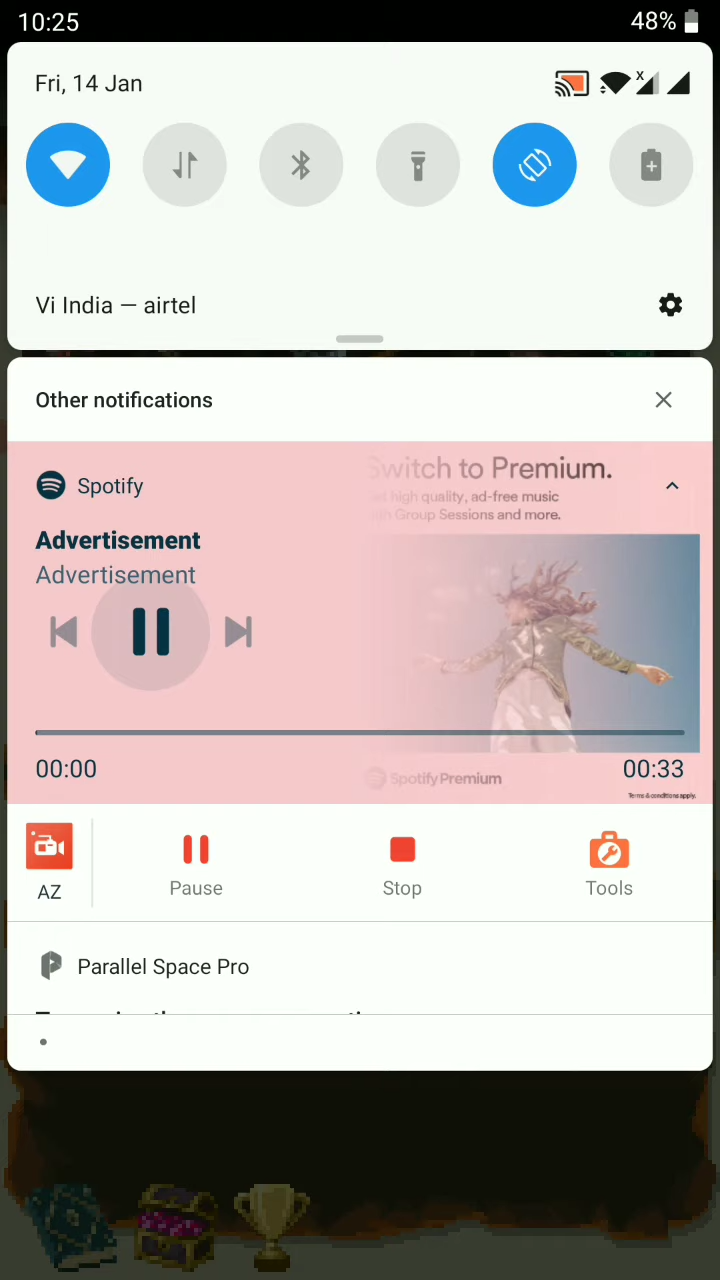 10:25
48%
Fri, 14 Jan
x
Vi India — airtel
Other notifications
Spotify
Switch to Premium.
high quality, ad-free music
Group Sessions and more.
Advertisement
Advertisement
00:00
00:33
Spotify Premium
Terms & conditions apply.
AZ
Pause
Stop
Tools
Parallel Space Pro